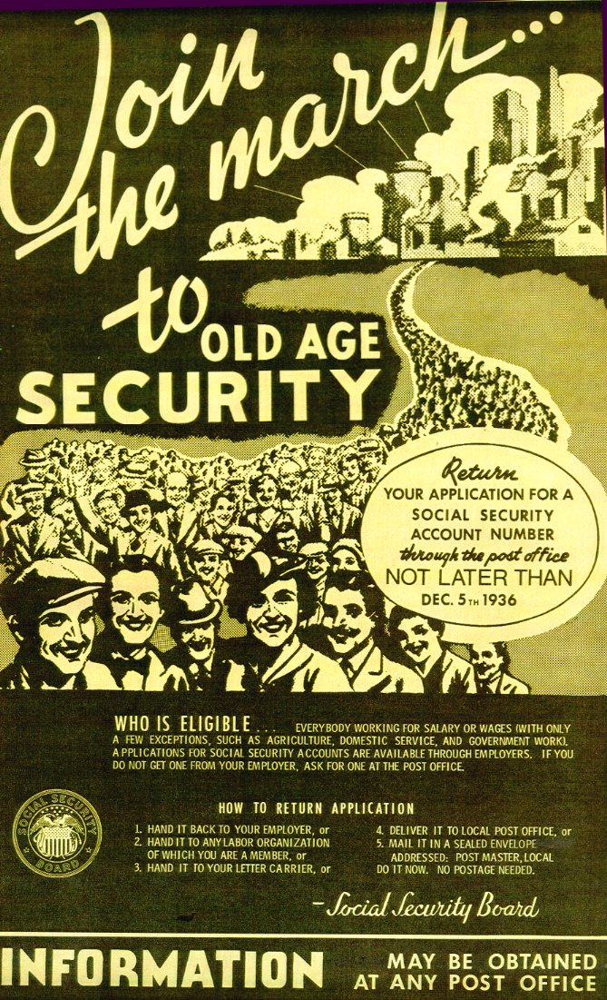 Join
the march...
to OLD AGE
SECURITY
Return
YOUR APPLICATION FOR A
SOCIAL SECURITY
ACCOUNT NUMBER
through the post office
NOT LATER THAN
DEC. 5TH 1936
WHO IS ELIGIBLE . . . EVERYBODY WORKING FOR SALARY OR WAGES (WITH ONLY
A FEW EXCEPTIONS, SUCH AS AGRICULTURE, DOMESTIC SERVICE, AND GOVERNMENT WORK).
APPLICATIONS FOR SOCIAL SECURITY ACCOUNTS ARE AVAILABLE THROUGH EMPLOYERS. IF YOU
DO NOT GET ONE FROM YOUR EMPLOYER, ASK FOR ONE AT THE POST OFFICE.
SOCIAL SECURITY
BOARD
HOW TO RETURN APPLICATION
1. HAND IT BACK TO YOUR EMPLOYER, or
2. HAND IT TO ANY LABOR ORGANIZATION
OF WHICH YOU ARE A MEMBER, or
3. HAND IT TO YOUR LETTER CARRIER, or
4. DELIVER IT TO LOCAL POST OFFICE, or
5. MAIL IT IN A SEALED ENVELOPE
ADDRESSED: POST MASTER, LOCAL
DO IT NOW. NO POSTAGE NEEDED.
- Social Security Board
INFORMATION
MAY BE OBTAINED
AT ANY POST OFFICE